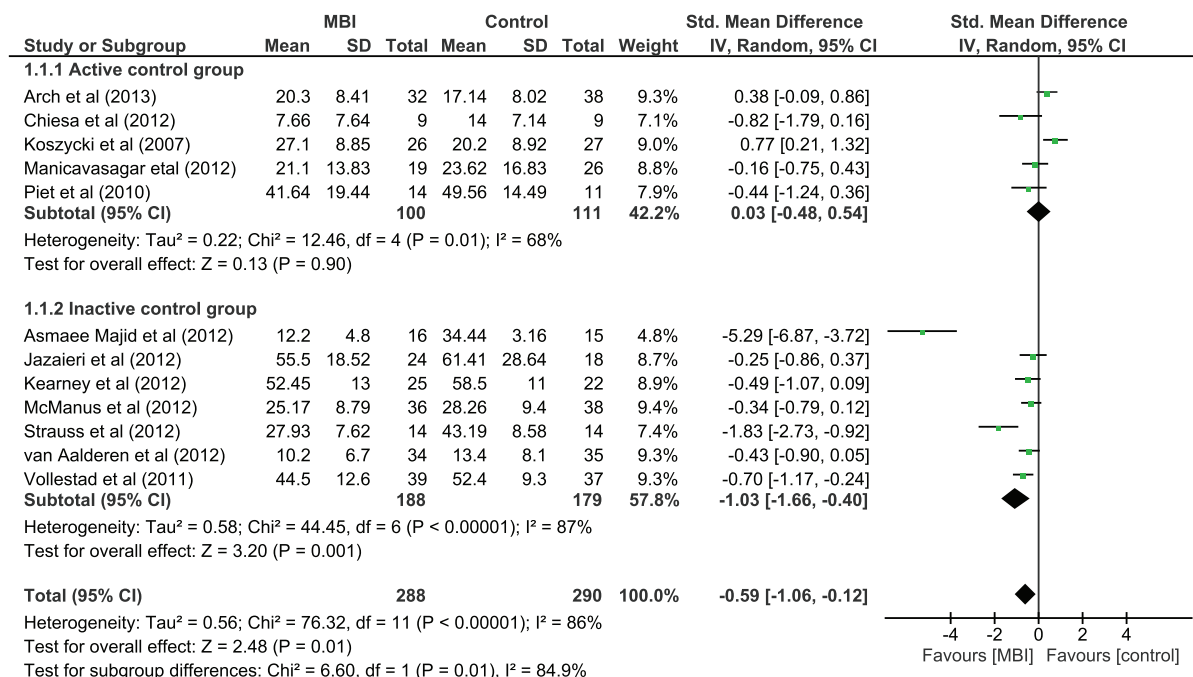 MBI Control Std. Mean Difference Std. Mean Difference
Study or Subgroup Mean SD Total Mean SD Total Weight IV, Random, 95% CI IV, Random, 95% CI
1.1.1 Active control group
Arch et al (2013) 20.3 8.41 32 17.14 8.02 38 9.3% 0.38 [-0.09, 0.86]
Chiesa et al (2012) 7.66 7.64 9 14 7.14 9 7.1% -0.82 [-1.79, 0.16]
Koszycki et al (2007) 27.1 8.85 26 20.2 8.92 27 9.0% 0.77 [0.21, 1.32]
Manicavasagar etal (2012) 21.1 13.83 19 23.62 16.83 26 8.8% -0.16 [-0.75, 0.43]
Piet et al (2010) 41.64 19.44 14 49.56 14.49 11 7.9% -0.44 [-1.24, 0.36]
Subtotal (95% CI) 100 111 42.2% 0.03 [-0.48, 0.54]
Heterogeneity: Tau² = 0.22; Chi² = 12.46, df = 4 (P = 0.01); I² = 68%
Test for overall effect: Z = 0.13 (P = 0.90)
1.1.2 Inactive control group
Asmaee Majid et al (2012) 12.2 4.8 16 34.44 3.16 15 4.8% -5.29 [-6.87, -3.72]
Jazaieri et al (2012) 55.5 18.52 24 61.41 28.64 18 8.7% -0.25 [-0.86, 0.37]
Kearney et al (2012) 52.45 13 25 58.5 11 22 8.9% -0.49 [-1.07, 0.09]
McManus et al (2012) 25.17 8.79 36 28.26 9.4 38 9.4% -0.34 [-0.79, 0.12]
Strauss et al (2012) 27.93 7.62 14 43.19 8.58 14 7.4% -1.83 [-2.73, -0.92]
van Aalderen et al (2012) 10.2 6.7 34 13.4 8.1 35 9.3% -0.43 [-0.90, 0.05]
Vollestad et al (2011) 44.5 12.6 39 52.4 9.3 37 9.3% -0.70 [-1.17, -0.24]
Subtotal (95% CI) 188 179 57.8% -1.03 [-1.66, -0.40]
Heterogeneity: Tau² = 0.58; Chi² = 44.45, df = 6 (P < 0.00001); I² = 87%
Test for overall effect: Z = 3.20 (P = 0.001)
Total (95% CI) 288 290 100.0% -0.59 [-1.06, -0.12]
Heterogeneity: Tau² = 0.56; Chi² = 76.32, df = 11 (P < 0.00001); I² = 86%
Test for overall effect: Z = 2.48 (P = 0.01)
Test for subgroup differences: Chi² = 6.60, df = 1 (P = 0.01), I² = 84.9%
-4 -2 0 2 4
Favours [MBI] Favours [control]